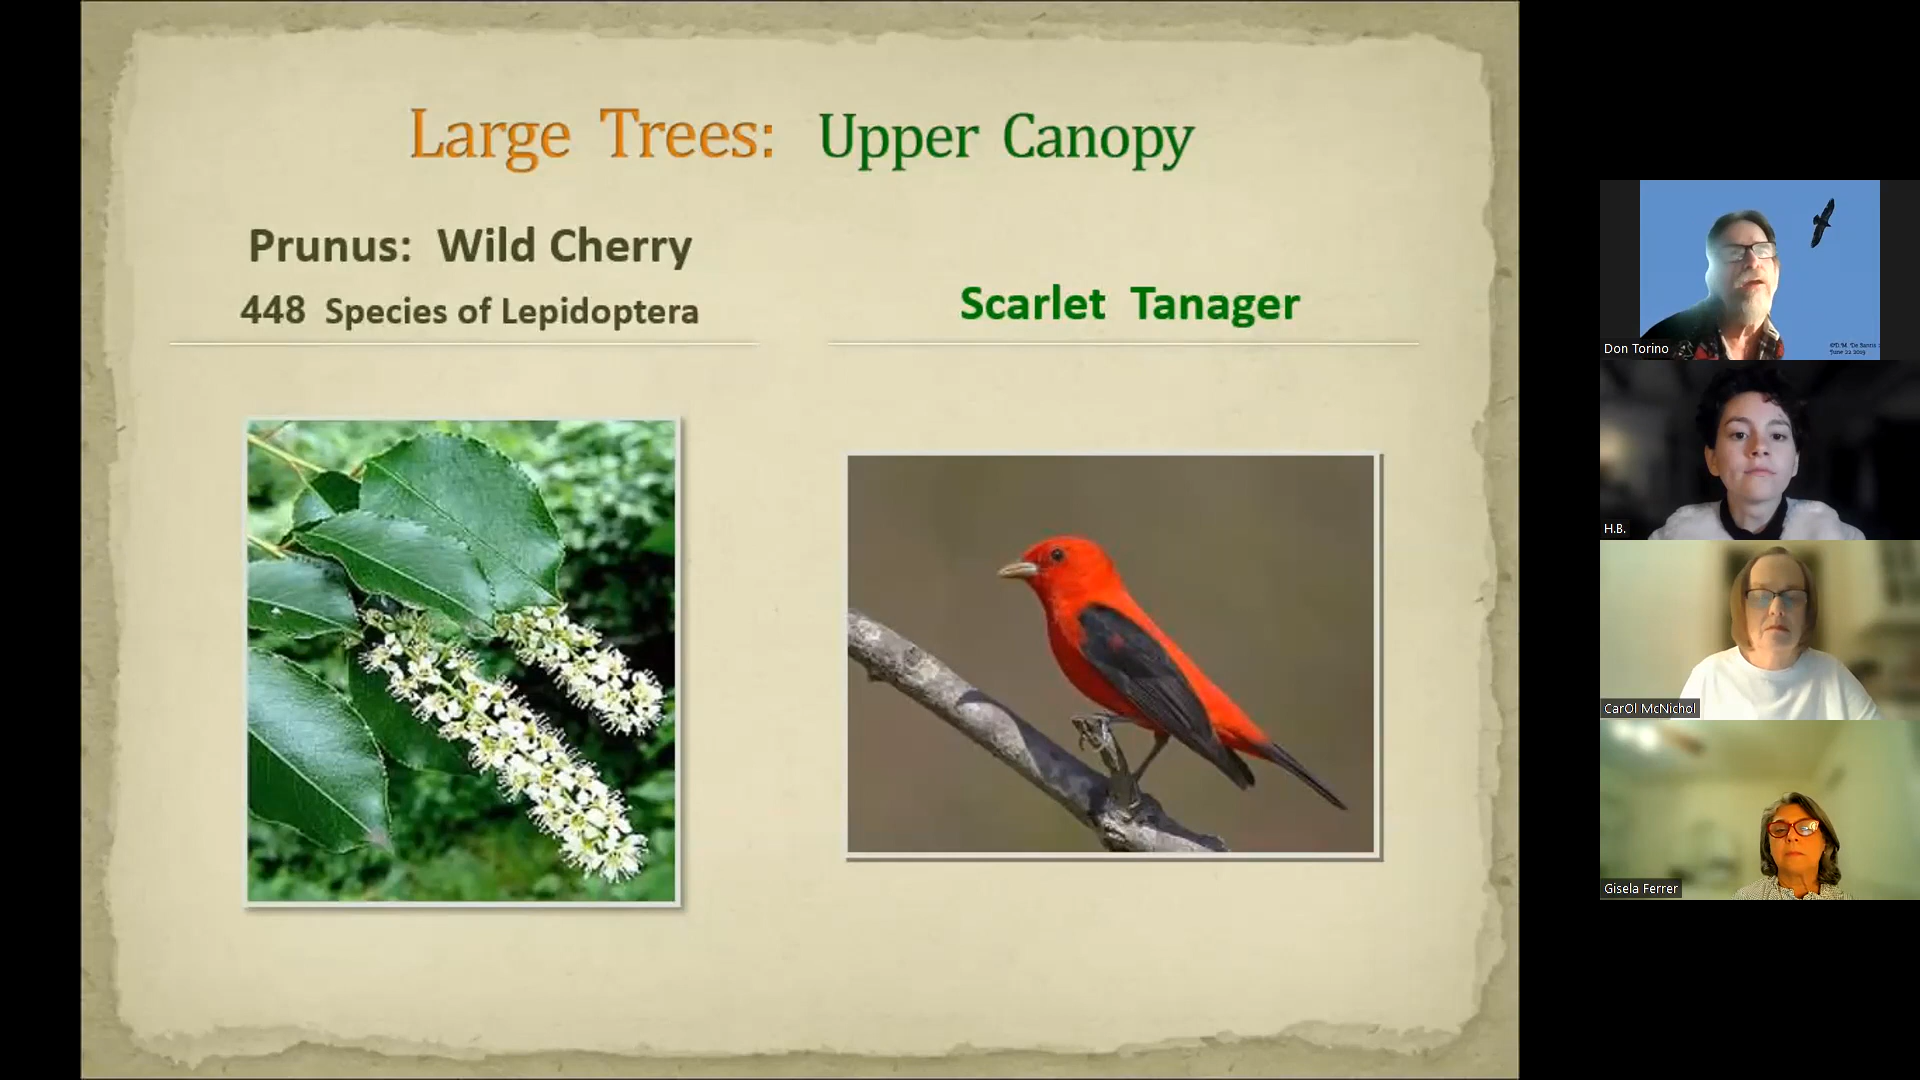 Large Trees: Upper Canopy
Prunus: Wild Cherry
448 Species of Lepidoptera
Scarlet Tanager
Don Torino
H.B.
CarOl McNichol
Gisela Ferrer